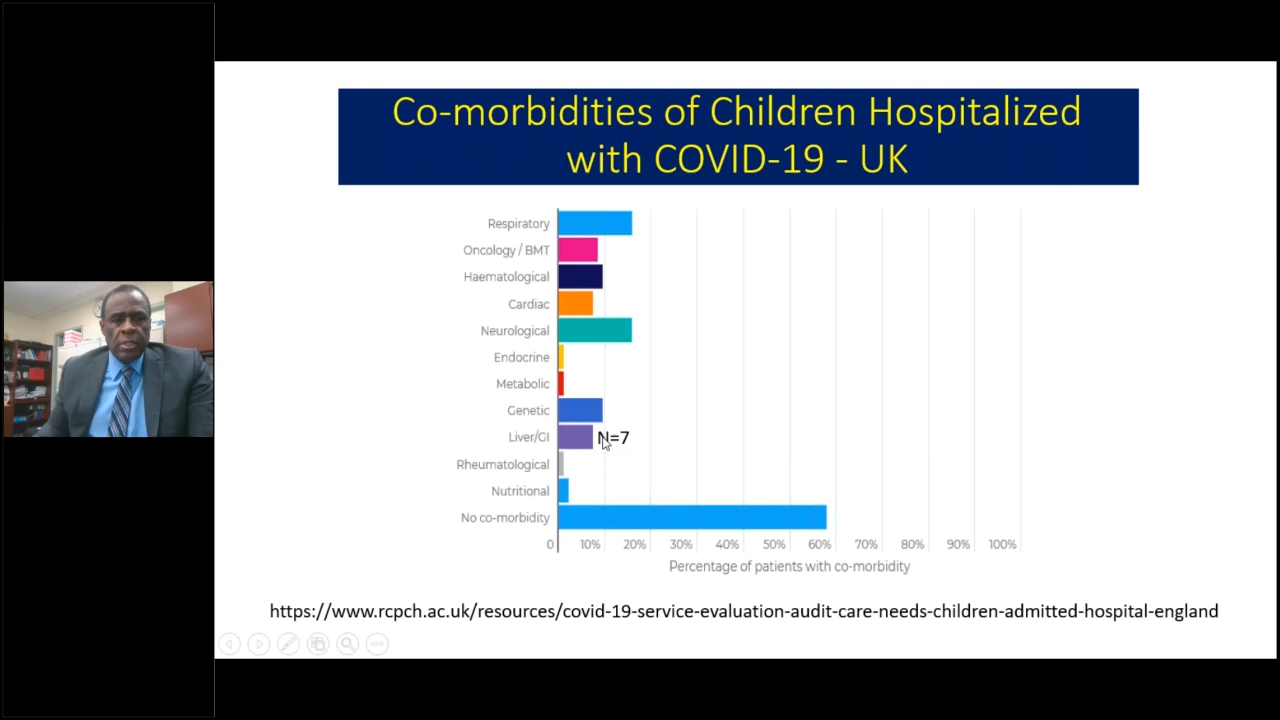 Co-morbidities of Children Hospitalized
with COVID-19 - UK
Respiratory
Oncology / BMT
Haematological
Cardiac
Neurological
Endocrine
Metabolic
Genetic
Liver/GI
N=7
Rheumatological
Nutritional
No co-morbidity
0 10% 20% 30% 40% 50% 60% 70% 80% 90% 100%
Percentage of patients with co-morbidity
https://www.rcpch.ac.uk/resources/covid-19-service-evaluation-audit-care-needs-children-admitted-hospital-england